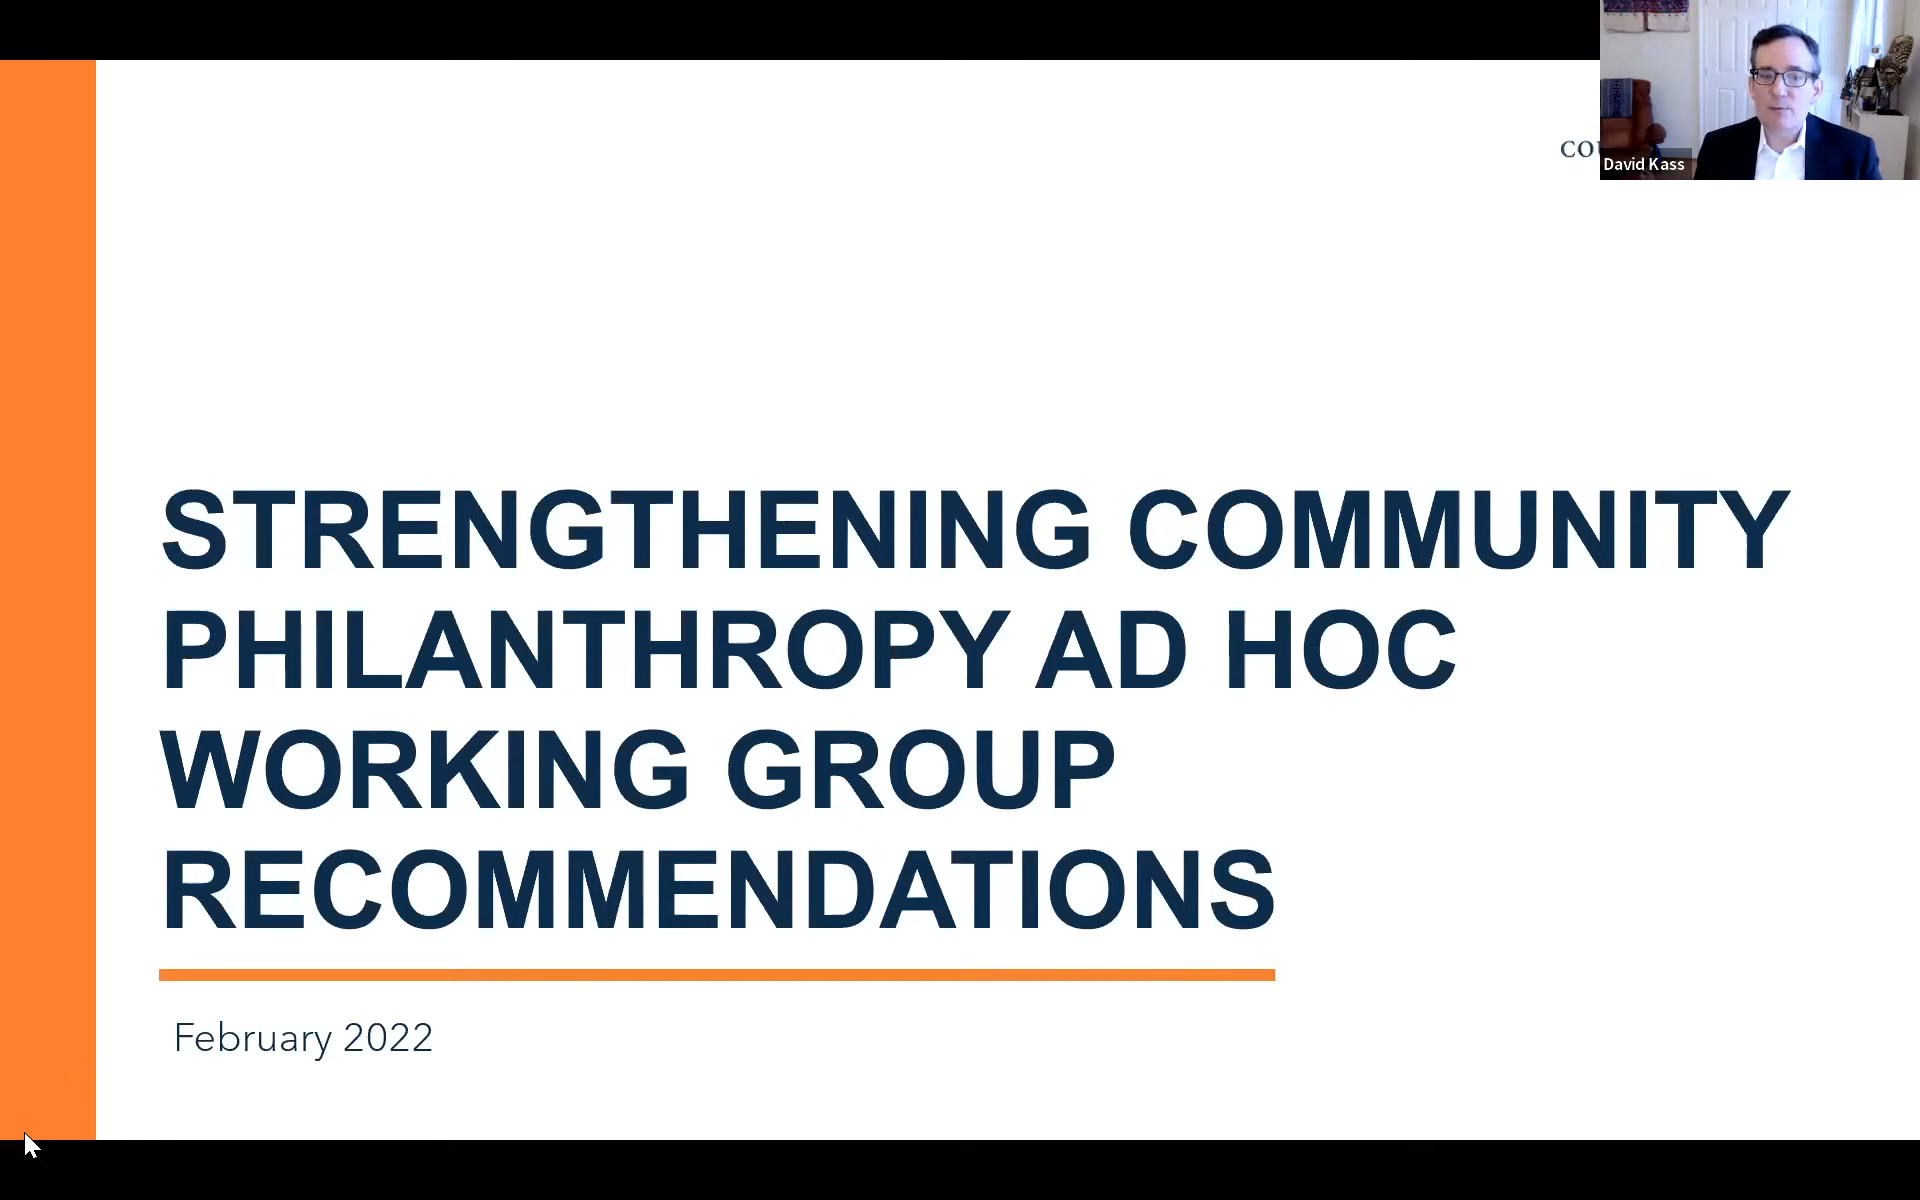 David Kass
STRENGTHENING COMMUNITY
PHILANTHROPY AD HOC
WORKING GROUP
RECOMMENDATIONS
February 2022